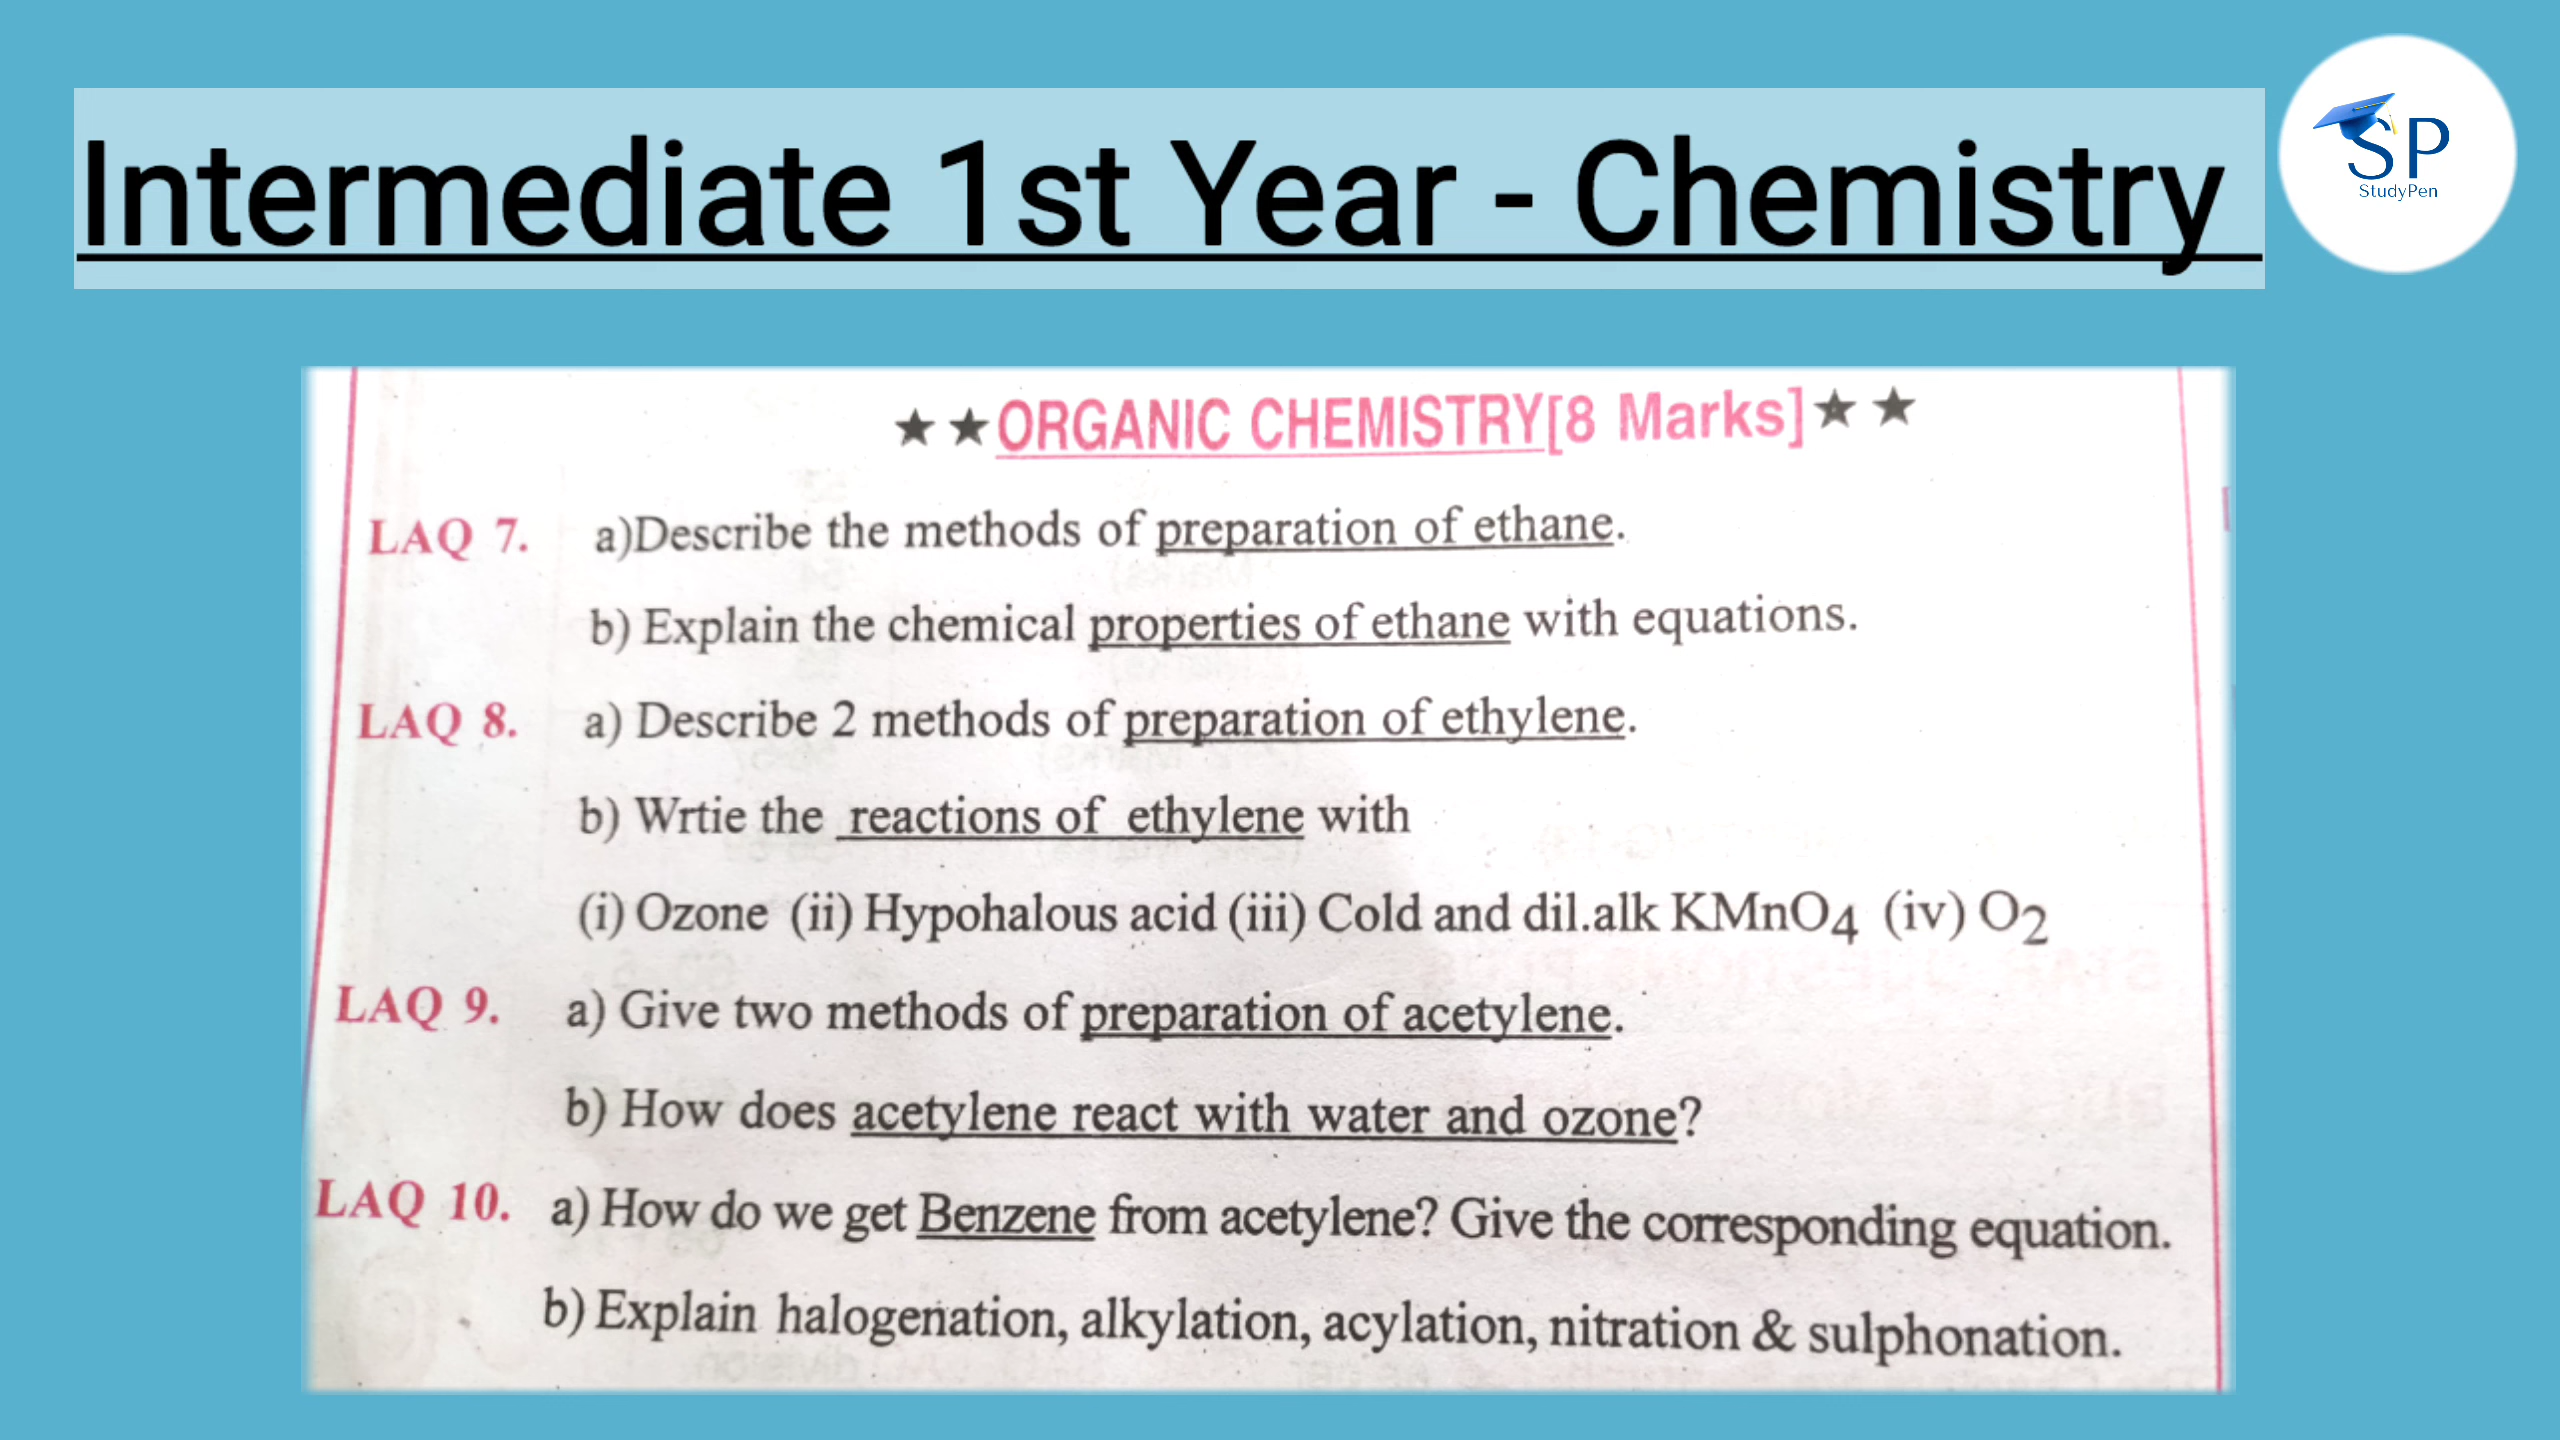 Intermediate 1st Year - Chemistry
SP
StudyPen
★ ★ ORGANIC CHEMISTRY[8 Marks] ★ ★
LAQ 7. a)Describe the methods of preparation of ethane.
b) Explain the chemical properties of ethane with equations.
LAQ 8. a) Describe 2 methods of preparation of ethylene.
b) Wrtie the reactions of ethylene with
(i) Ozone (ii) Hypohalous acid (iii) Cold and dil.alk KMnO4 (iv) O2
LAQ 9. a) Give two methods of preparation of acetylene.
b) How does acetylene react with water and ozone?
LAQ 10. a) How do we get Benzene from acetylene? Give the corresponding equation.
b) Explain halogenation, alkylation, acylation, nitration & sulphonation.